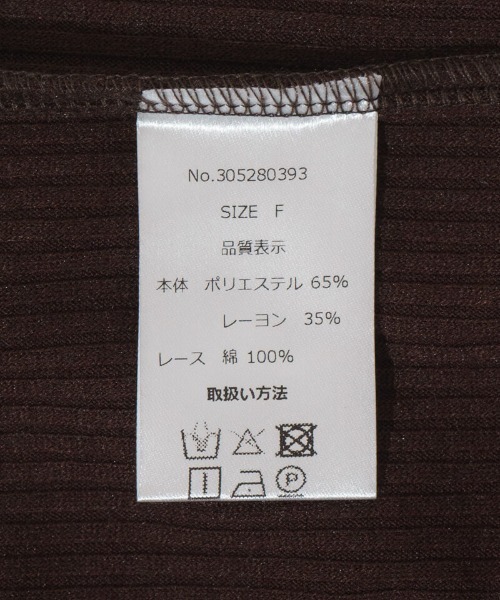 No.305280393
SIZE F
品質表示
本体 ポリエステル 65%
レーヨン 35%
レース 綿 100%
取扱い方法
P